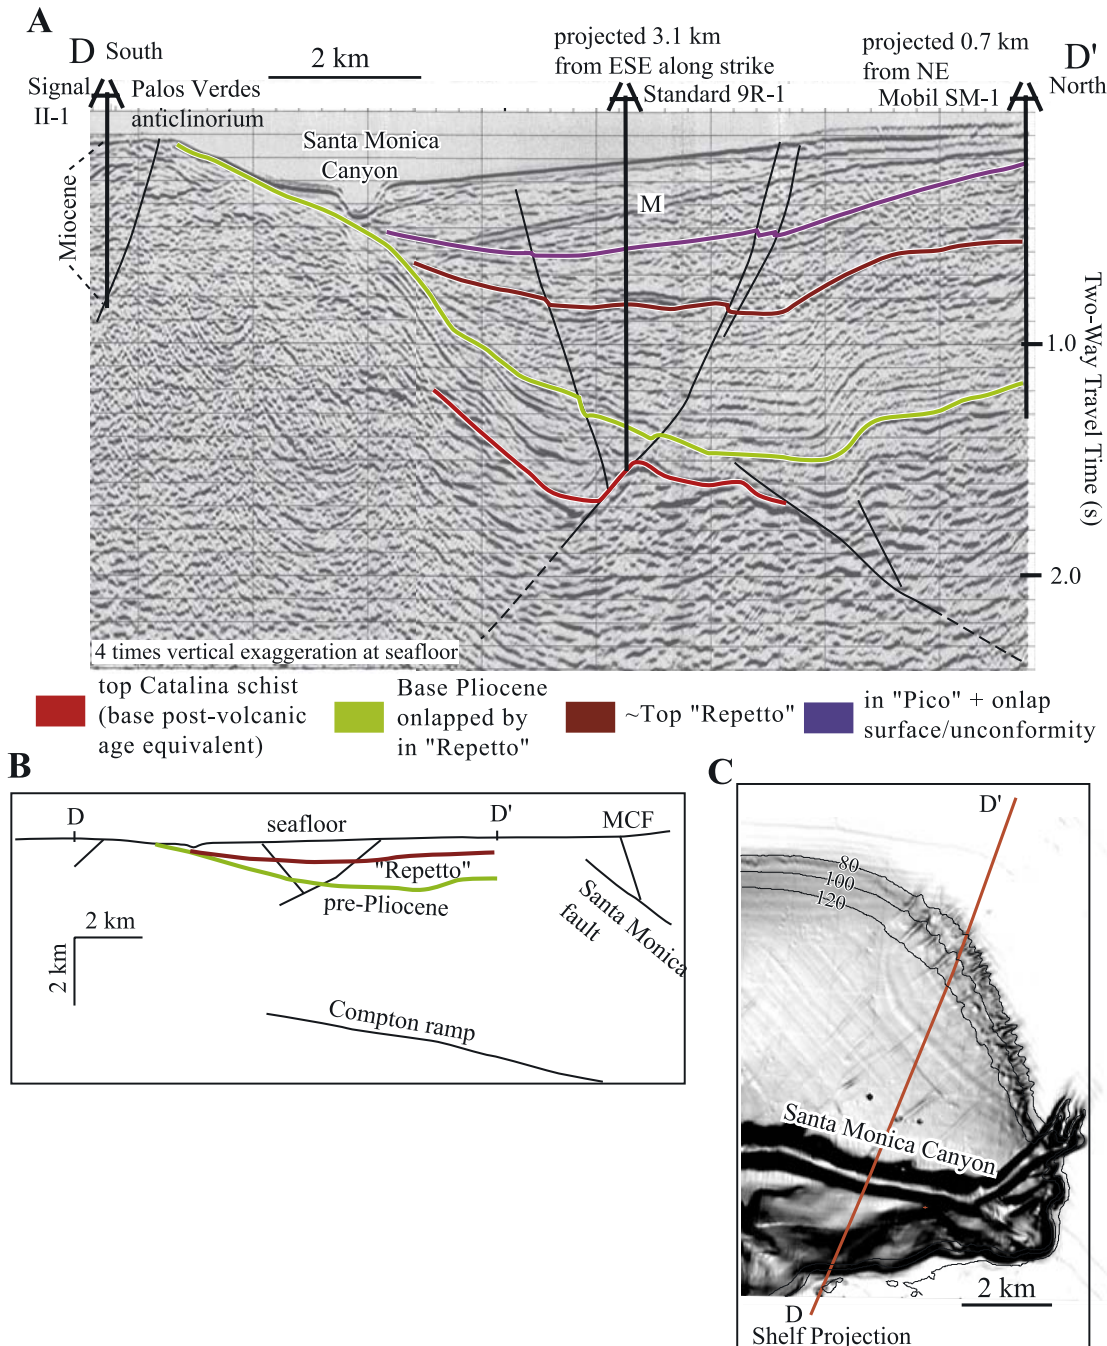 A
D South
Signal
II-1
Palos Verdes
anticlinorium
2 km
projected 3.1 km
from ESE along strike
Standard 9R-1
projected 0.7 km
from NE
Mobil SM-1
D'
North
Santa Monica
Canyon
Miocene
M
1.0
2.0
Two-Way Travel Time (s)
4 times vertical exaggeration at seafloor
top Catalina schist
(base post-volcanic
age equivalent)
Base Pliocene
onlapped by
in "Repetto"
~Top "Repetto"
in "Pico" + onlap
surface/unconformity
B
D
seafloor
D'
MCF
"Repetto"
pre-Pliocene
Santa Monica
fault
2 km
2 km
Compton ramp
C
D'
80
100
120
Santa Monica Canyon
2 km
D
Shelf Projection